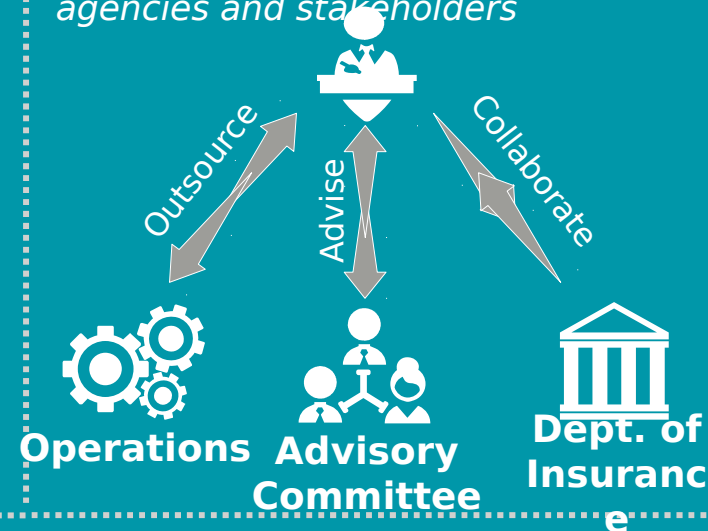 agencies and stakeholders
Outsource
Advise
Collaborate
Operations
Advisory
Committee
Dept. of
Insuranc
e